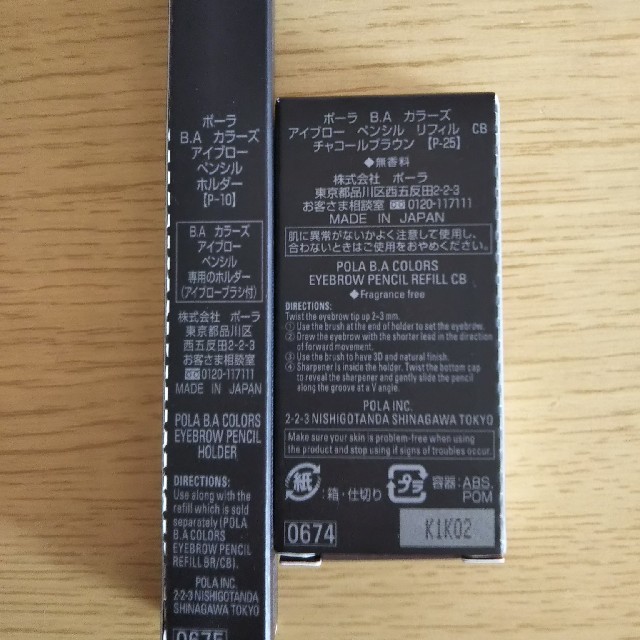 ポーラ
B.A カラーズ
アイブロー
ペンシル
ホルダー
[P-10]
B.A カラーズ
アイブロー
ペンシル
専用のホルダー
(アイブローブラシ付)
株式会社 ポーラ
東京都品川区
西五反田2-2-3
お客さま相談室
0120-117111
MADE IN JAPAN
POLA B.A COLORS
EYEBROW PENCIL
HOLDER
DIRECTIONS:
Use along with the
refill which is sold
separately (POLA
B.A COLORS
EYEBROW PENCIL
REFILL BR/CB).
POLA INC.
2-2-3 NISHIGOTANDA
SHINAGAWA TOKYO
0675
ポーラ B.A カラーズ
アイブロー ペンシル リフィル CB
チャコールブラウン [P-25]
◆無香料
株式会社 ポーラ
東京都品川区西五反田2-2-3
お客さま相談室 0120-117111
MADE IN JAPAN
肌に異常がないかよく注意して使用し、
合わないときはご使用をおやめください。
POLA B.A COLORS
EYEBROW PENCIL REFILL CB
◆Fragrance free
DIRECTIONS:
Twist the eyebrow tip up 2-3 mm.
① Use the brush at the end of holder to set the eyebrow.
② Draw the eyebrow with the shorter lead in the direction
of forward movement.
③ Use the brush to have 3D and natural finish.
④ Sharpener is inside the holder. Twist the bottom cap
to reveal the sharpener and gently slide the pencil
along the groove at a V angle.
POLA INC.
2-2-3 NISHIGOTANDA SHINAGAWA TOKYO
Make sure your skin is problem-free when using
the product and stop using if signs of troubles occur.
紙 :箱・仕切り プラ 容器: ABS,
POM
0674 K1K02